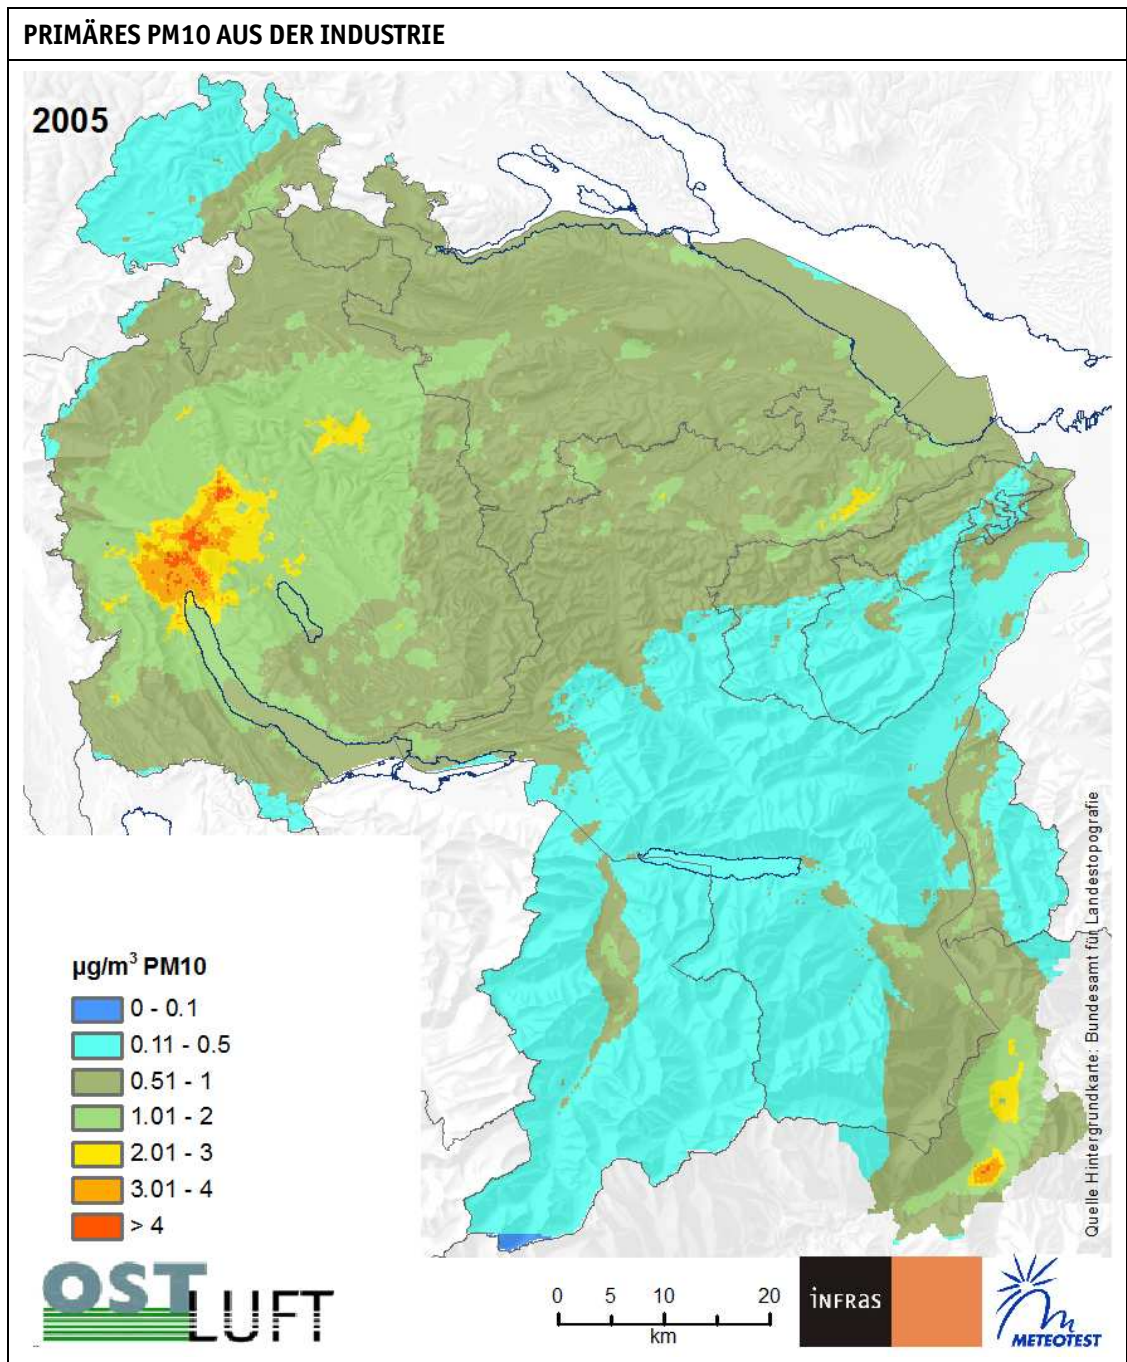 PRIMÄRES PM10 AUS DER INDUSTRIE
2005
µg/m³ PM10
0 - 0.1
0.11 - 0.5
0.51 - 1
1.01 - 2
2.01 - 3
3.01 - 4
> 4
Quelle Hintergrundkarte: Bundesamt für Landestopografie
OSTLUFT
0 5 10 20
km
INFRAS
METEOTEST